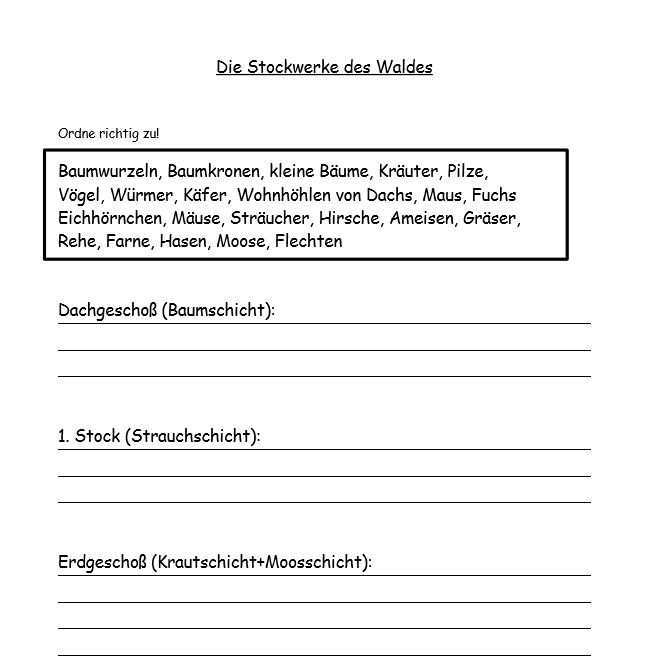 Die Stockwerke des Waldes
Ordne richtig zu!
Baumwurzeln, Baumkronen, kleine Bäume, Kräuter, Pilze,
Vögel, Würmer, Käfer, Wohnhöhlen von Dachs, Maus, Fuchs
Eichhörnchen, Mäuse, Sträucher, Hirsche, Ameisen, Gräser,
Rehe, Farne, Hasen, Moose, Flechten
Dachgeschoß (Baumschicht):
1. Stock (Strauchschicht):
Erdgeschoß (Krautschicht+Moosschicht):